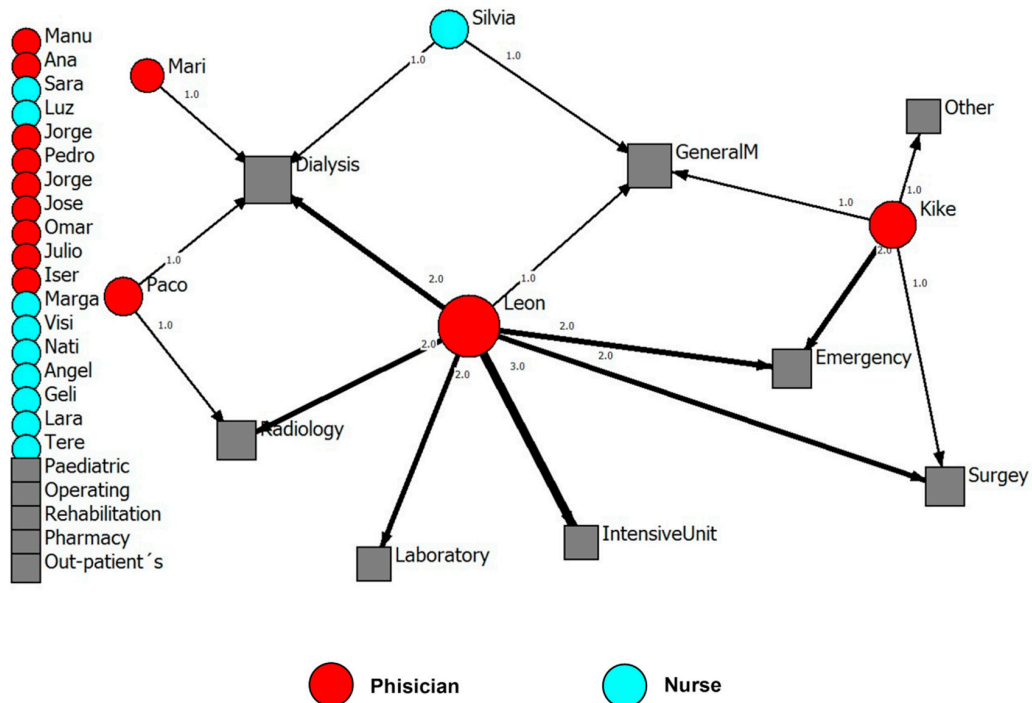 Manu
Ana
Sara
Luz
Jorge
Pedro
Jorge
Jose
Omar
Julio
Iser
Marga
Visi
Nati
Angel
Geli
Lara
Tere
Paediatric
Operating
Rehabilitation
Pharmacy
Out-patient´s
Silvia
1.0
1.0
Mari
1.0
Other
Dialysis
GeneralM
1.0
1.0
Kike
2.0
1.0
Paco
1.0
1.0
2.0
1.0
Leon
2.0
2.0
2.0
2.0
3.0
Emergency
Radiology
Surgey
Laboratory
IntensiveUnit
Phisician
Nurse